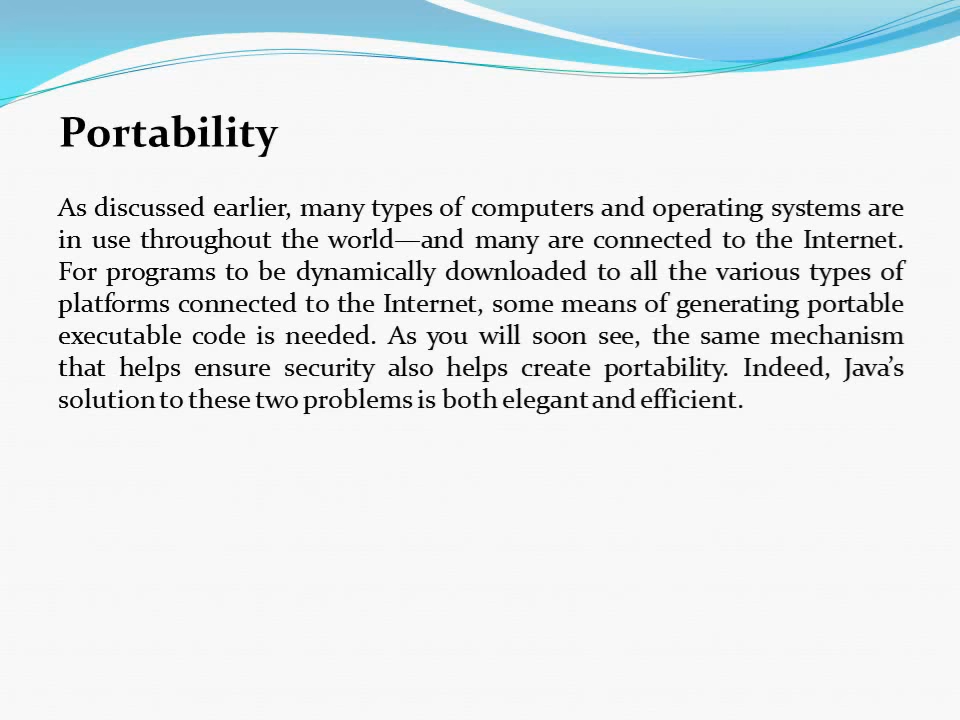 Portability
As discussed earlier, many types of computers and operating systems are
in use throughout the world—and many are connected to the Internet.
For programs to be dynamically downloaded to all the various types of
platforms connected to the Internet, some means of generating portable
executable code is needed. As you will soon see, the same mechanism
that helps ensure security also helps create portability. Indeed, Java’s
solution to these two problems is both elegant and efficient.